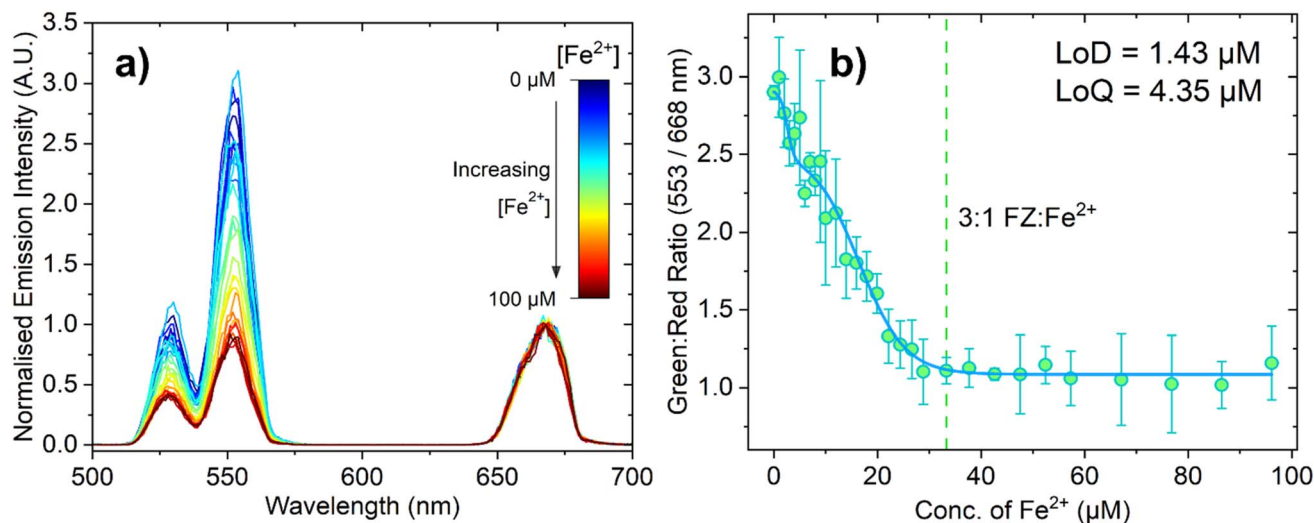 a)
[Fe²⁺]
0 µM
Increasing
[Fe²⁺]
100 µM
Normalised Emission Intensity (A.U.)
3.5
3.0
2.5
2.0
1.5
1.0
0.5
0.0
500
550
600
650
700
Wavelength (nm)
b)
LoD = 1.43 µM
LoQ = 4.35 µM
3:1 FZ:Fe²⁺
Green:Red Ratio (553 / 668 nm)
3.0
2.5
2.0
1.5
1.0
0
20
40
60
80
100
Conc. of Fe²⁺ (µM)